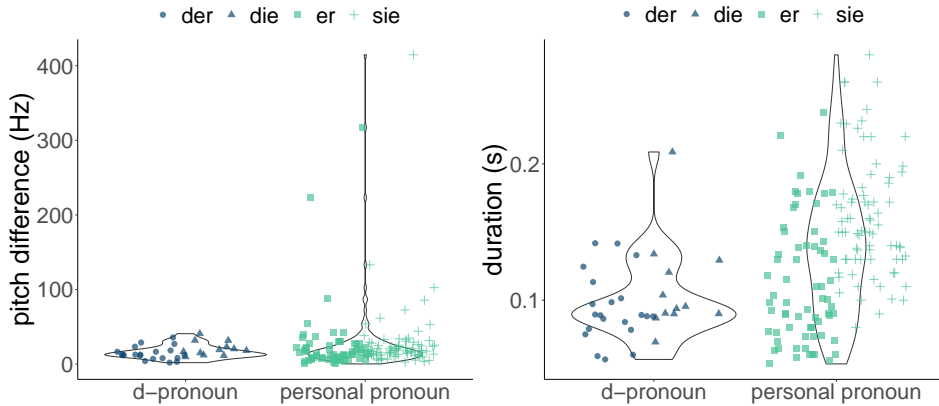 der die er sie
pitch difference (Hz)
400
300
200
100
0
d−pronoun personal pronoun
der die er sie
duration (s)
0.2
0.1
d−pronoun personal pronoun